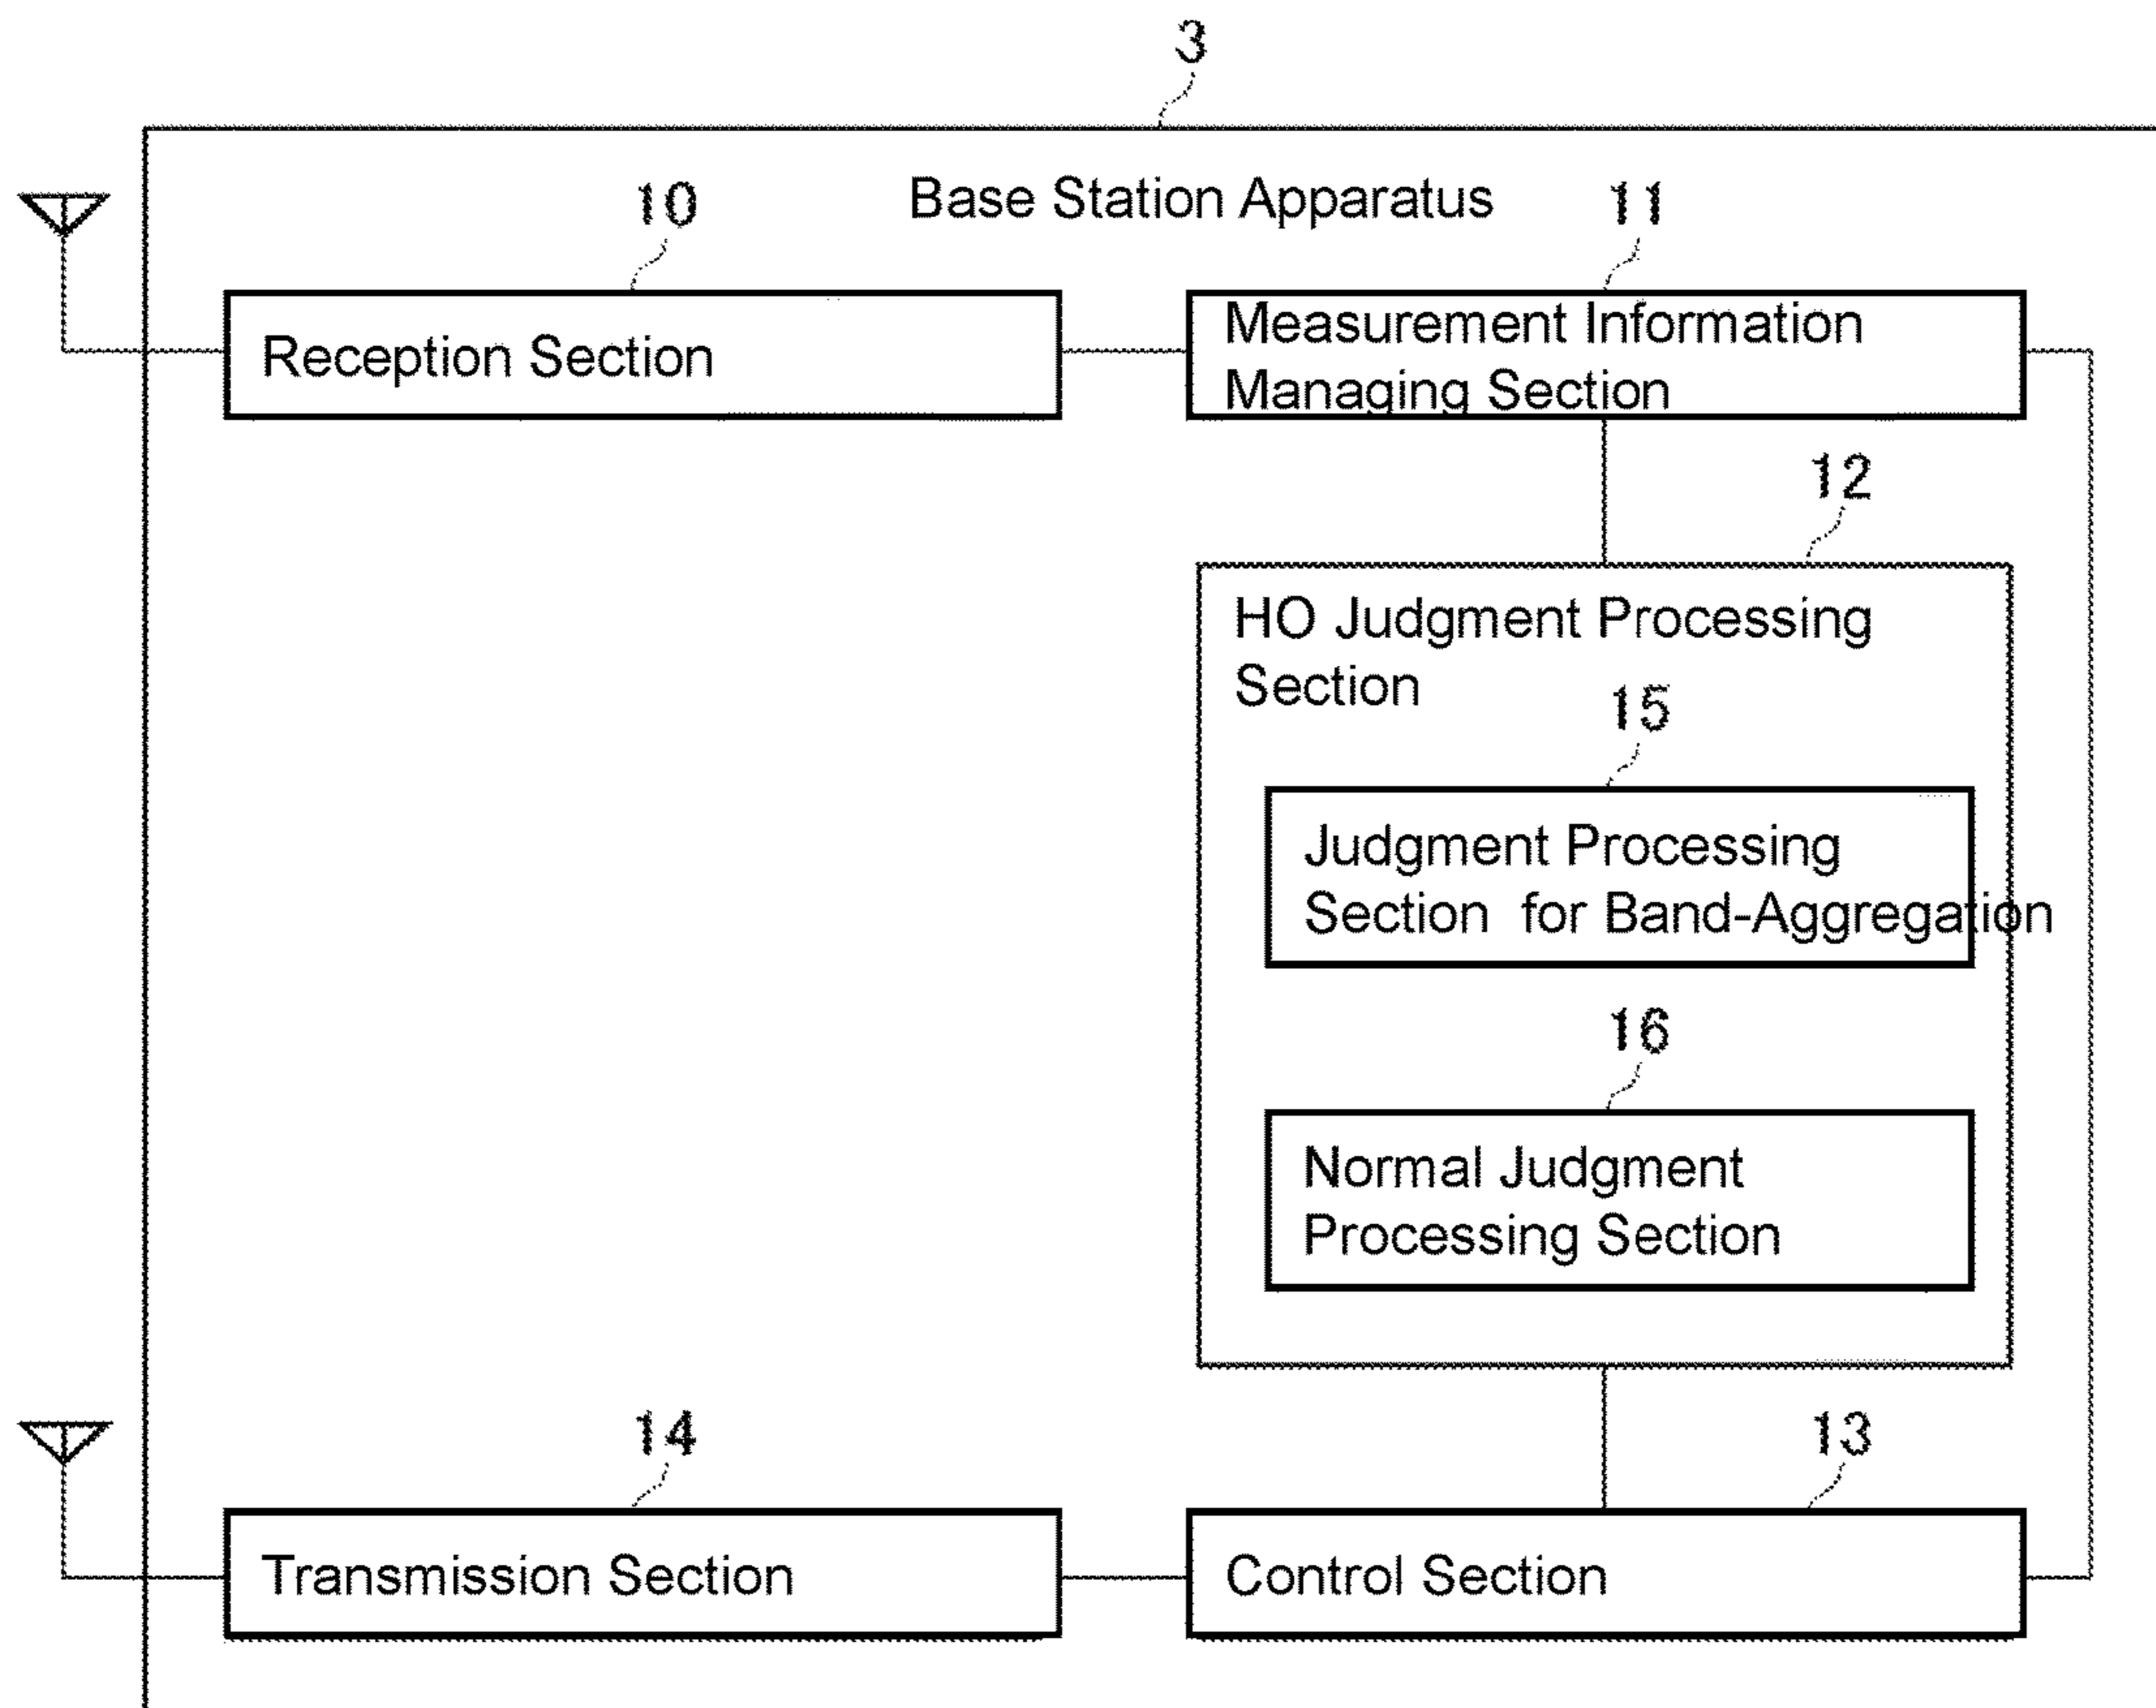 3
Base Station Apparatus
10
11
Reception Section
Measurement Information
Managing Section
12
HO Judgment Processing
Section
15
Judgment Processing
Section for Band-Aggregation
16
Normal Judgment
Processing Section
14
13
Transmission Section
Control Section